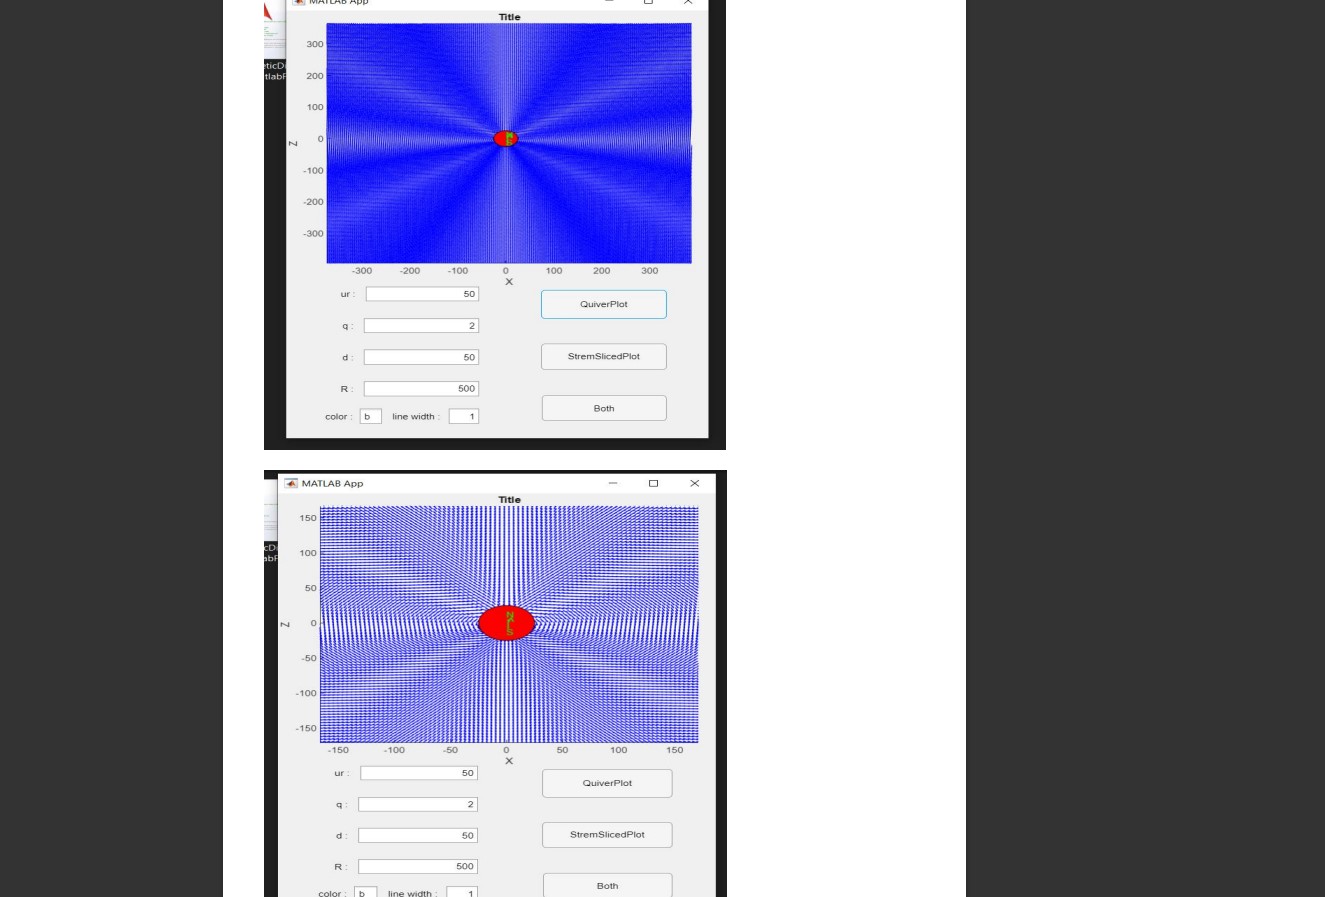 MATLAB App
Title
300
200
100
0
-100
-200
-300
Z
N
S
-300 -200 -100 0 100 200 300
X
ur : 50
QuiverPlot
q : 2
d : 50
StremSlicedPlot
R : 500
Both
color : b line width : 1
MATLAB App
Title
150
100
50
0
-50
-100
-150
Z
N
S
-150 -100 -50 0 50 100 150
X
ur : 50
QuiverPlot
q : 2
d : 50
StremSlicedPlot
R : 500
Both
color : b line width : 1